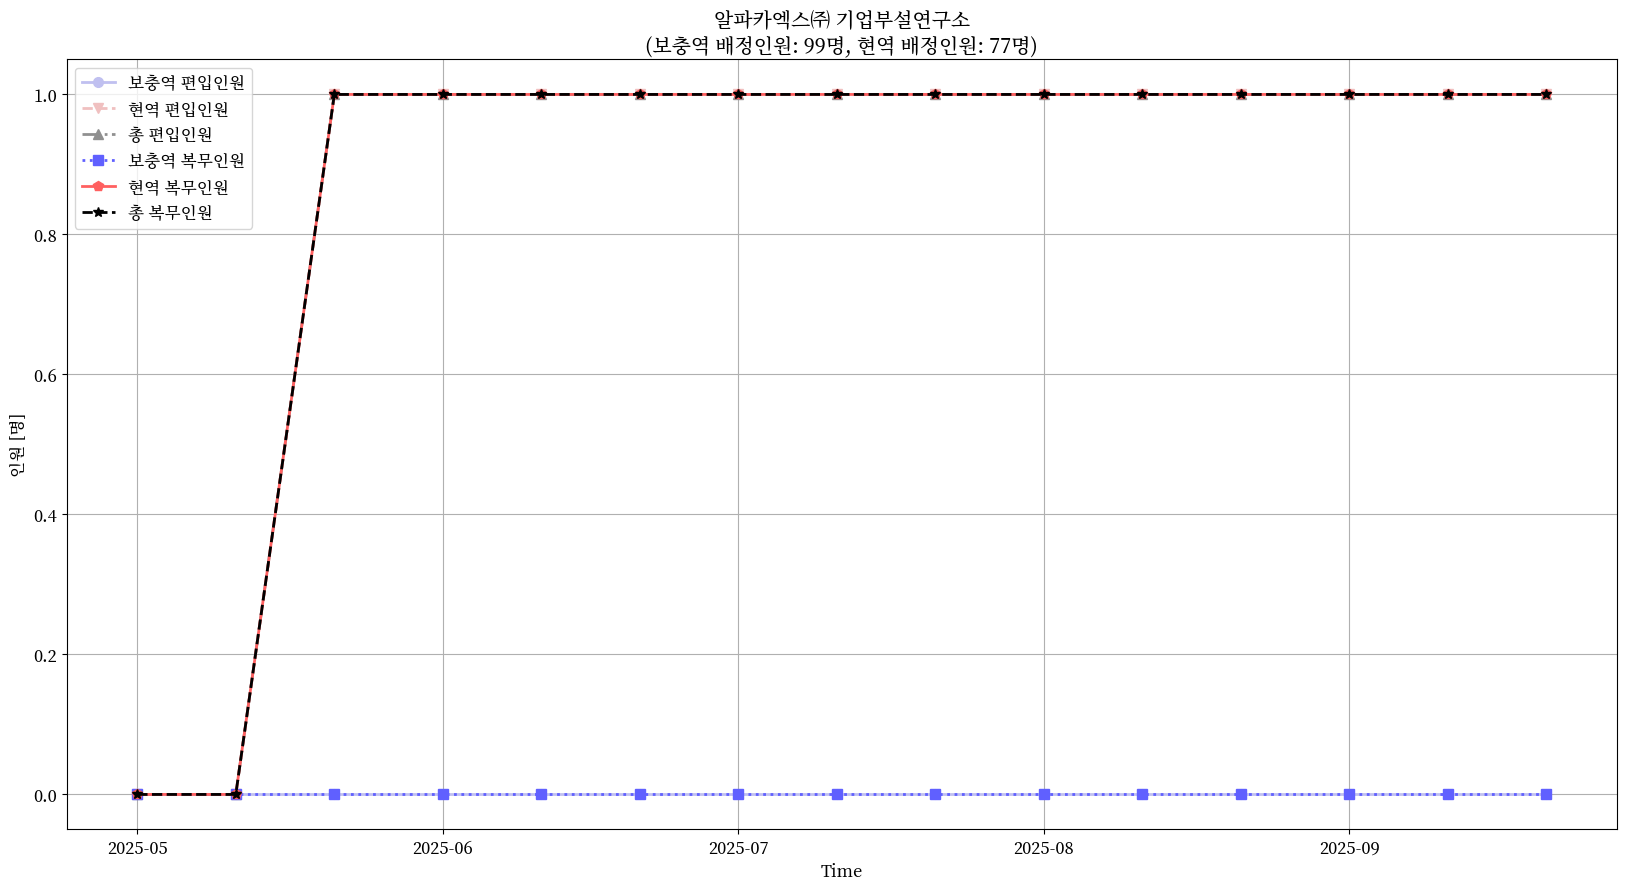 알파카엑스㈜ 기업부설연구소
(보충역 배정인원: 99명, 현역 배정인원: 77명)
보충역 편입인원
현역 편입인원
총 편입인원
보충역 복무인원
현역 복무인원
총 복무인원
1.0
0.8
0.6
0.4
0.2
0.0
인원 [명]
2025-05
2025-06
2025-07
2025-08
2025-09
Time